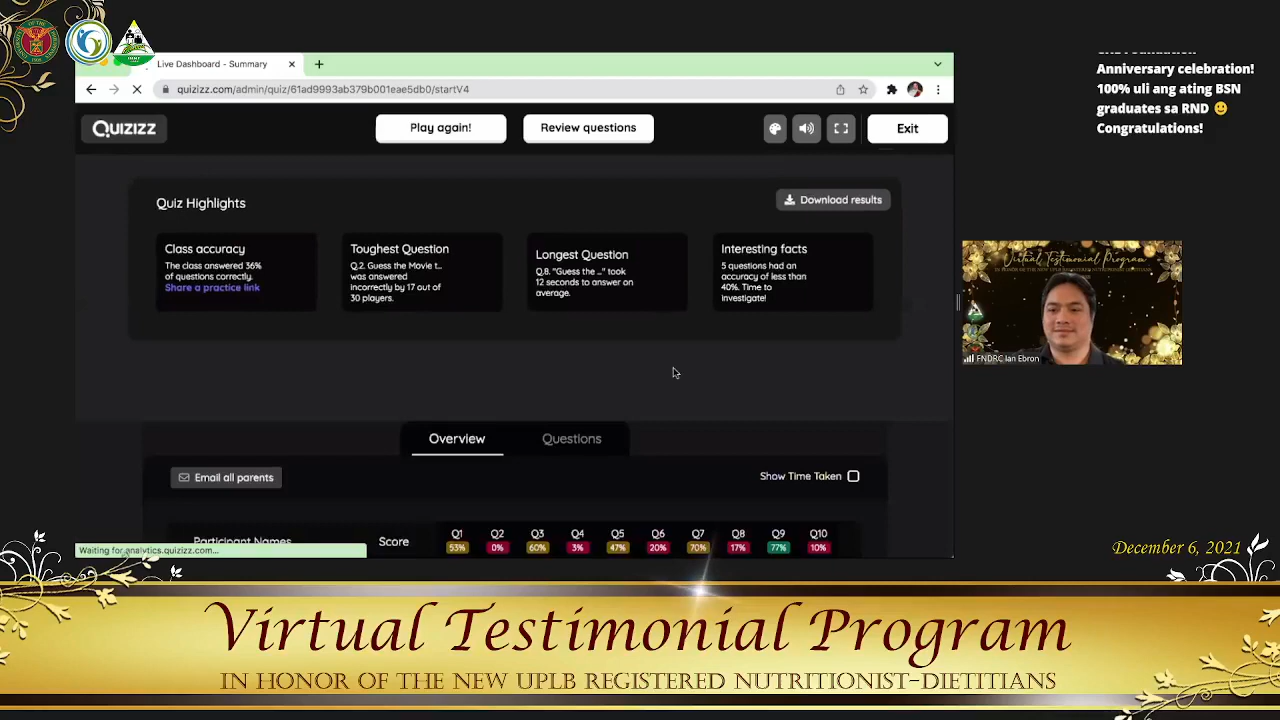 Live Dashboard - Summary
quizizz.com/admin/quiz/61ad9993ab379b001eae5db0/startV4
Quizizz
Play again!
Review questions
Exit
Quiz Highlights
Download results
Class accuracy
The class answered 36%
of questions correctly.
Share a practice link
Toughest Question
Q.2. Guess the Movie t...
was answered
incorrectly by 17 out of
30 players.
Longest Question
Q.8. "Guess the ..." took
12 seconds to answer on
average.
Interesting facts
5 questions had an
accuracy of less than
40%. Time to
investigate!
Overview
Questions
Email all parents
Show Time Taken
Participant Names
Score
Q1 Q2 Q3 Q4 Q5 Q6 Q7 Q8 Q9 Q10
53% 0% 60% 3% 47% 20% 70% 17% 77% 10%
Waiting for analytics.quizizz.com...
Anniversary celebration!
100% uli ang ating BSN
graduates sa RND 🙂
Congratulations!
Virtual Testimonial Program
FNDRC Ian Ebron
December 6, 2021
Virtual Testimonial Program
IN HONOR OF THE NEW UPLB REGISTERED NUTRITIONIST-DIETITIANS